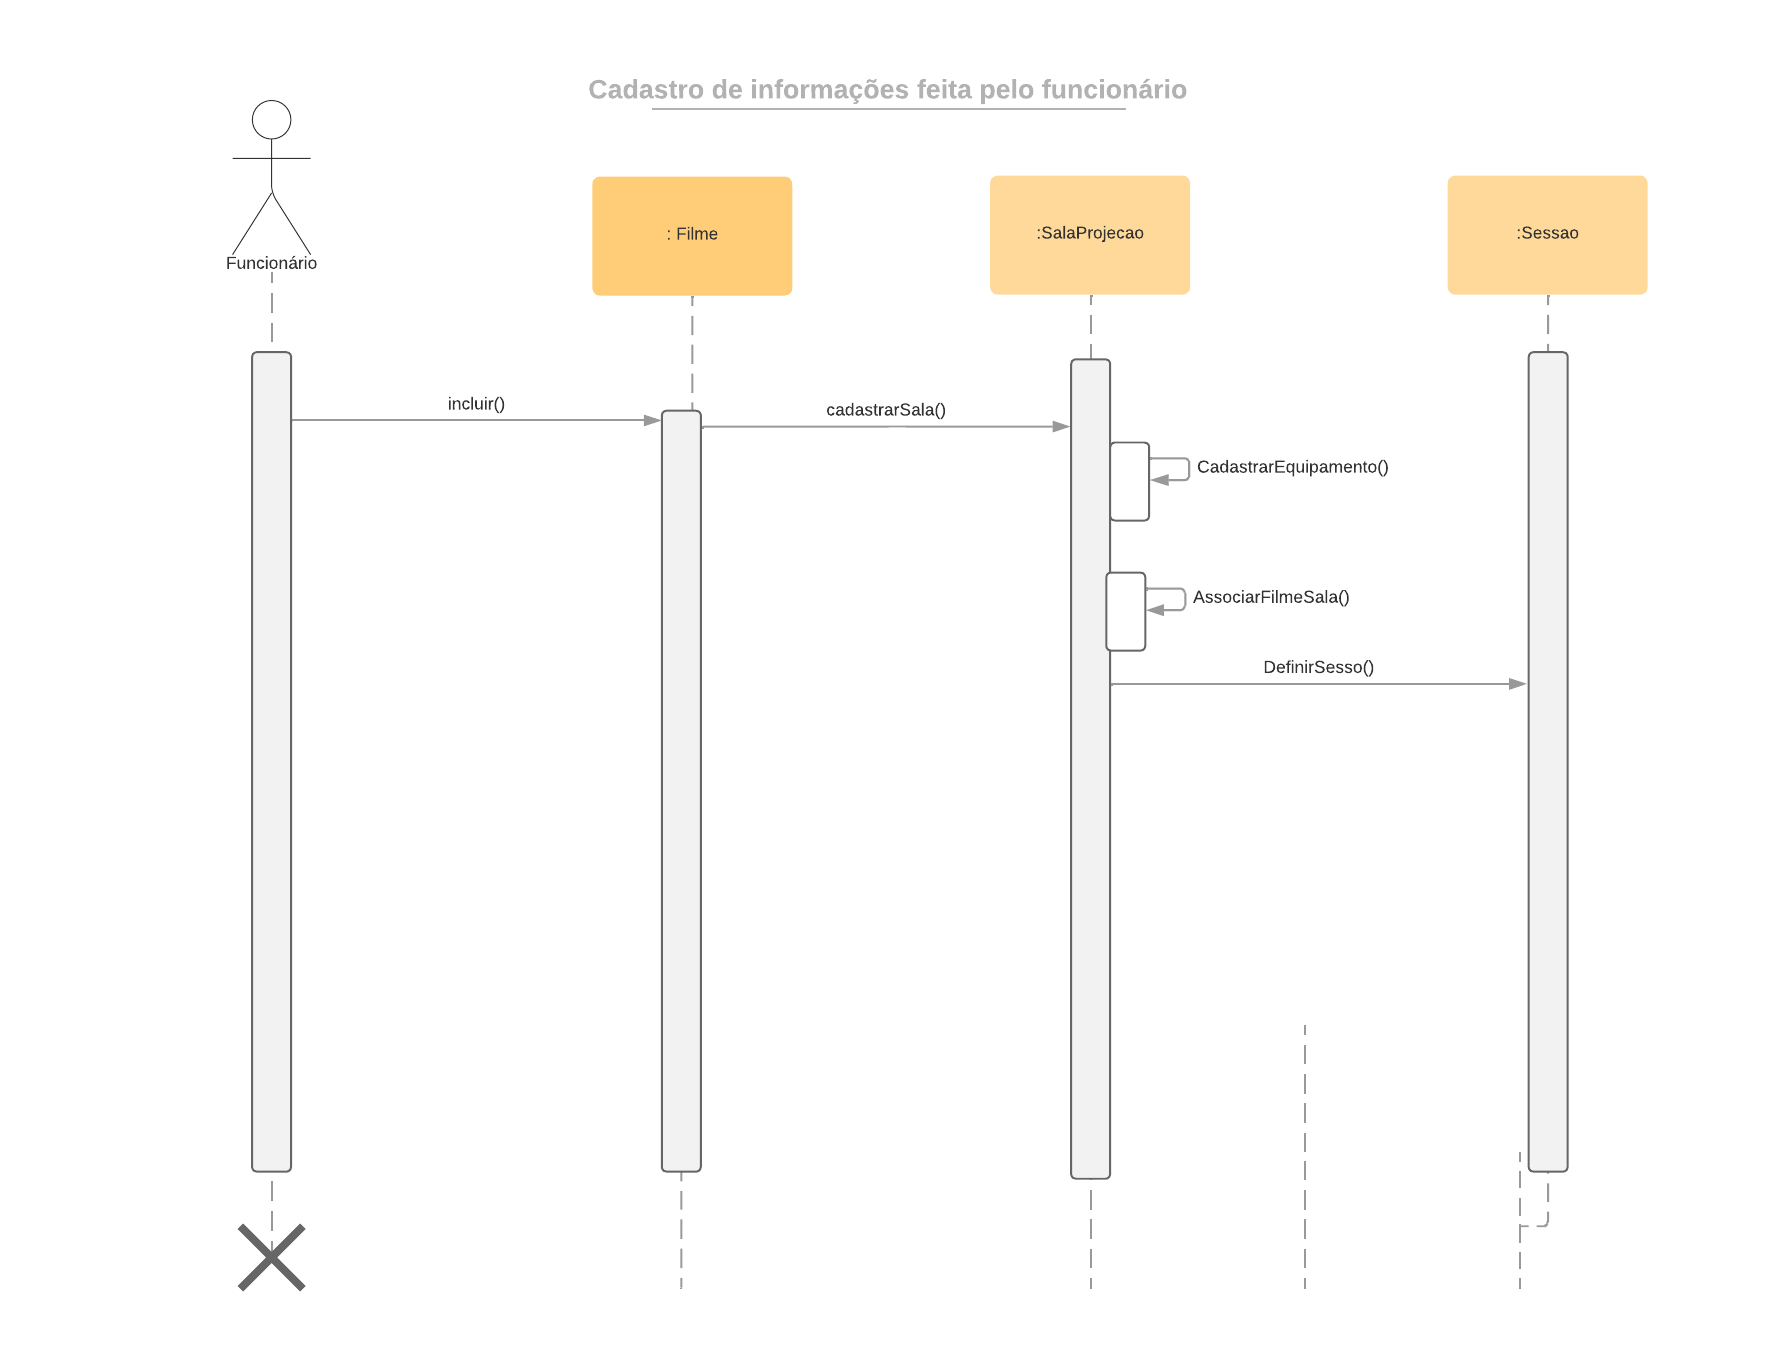 Cadastro de informações feita pelo funcionário
Funcionário
: Filme
:SalaProjecao
:Sessao
incluir()
cadastrarSala()
CadastrarEquipamento()
AssociarFilmeSala()
DefinirSesso()